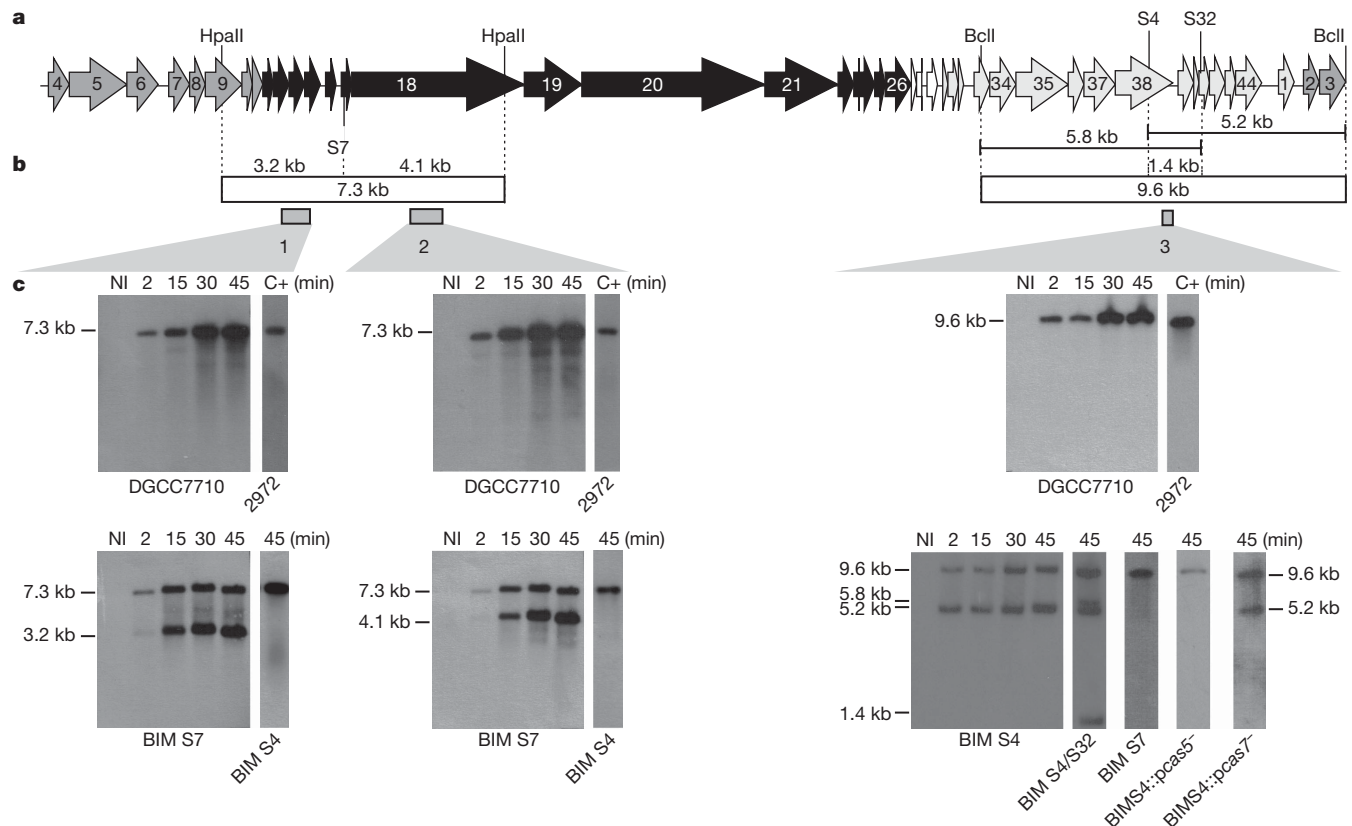 a
HpaII HpaII BclI S4 S32 BclI
4 5 6 7 8 9 18 19 20 21 26 34 35 37 38 44 1 2 3
S7
5.2 kb
5.8 kb
b
3.2 kb 4.1 kb 1.4 kb
7.3 kb 9.6 kb
1 2 3
c
NI 2 15 30 45 C+ (min)
7.3 kb
DGCC7710 2972
NI 2 15 30 45 C+ (min)
7.3 kb
DGCC7710 2972
NI 2 15 30 45 C+ (min)
9.6 kb
DGCC7710 2972
NI 2 15 30 45 45 (min)
7.3 kb
3.2 kb
BIM S7 BIM S4
NI 2 15 30 45 45 (min)
7.3 kb
4.1 kb
BIM S7 BIM S4
NI 2 15 30 45 45 45 45 45 (min)
9.6 kb 9.6 kb
5.8 kb
5.2 kb 5.2 kb
1.4 kb
BIM S4 BIM S4/S32 BIM S7 BIMS4::pcas5⁻ BIMS4::pcas7⁻